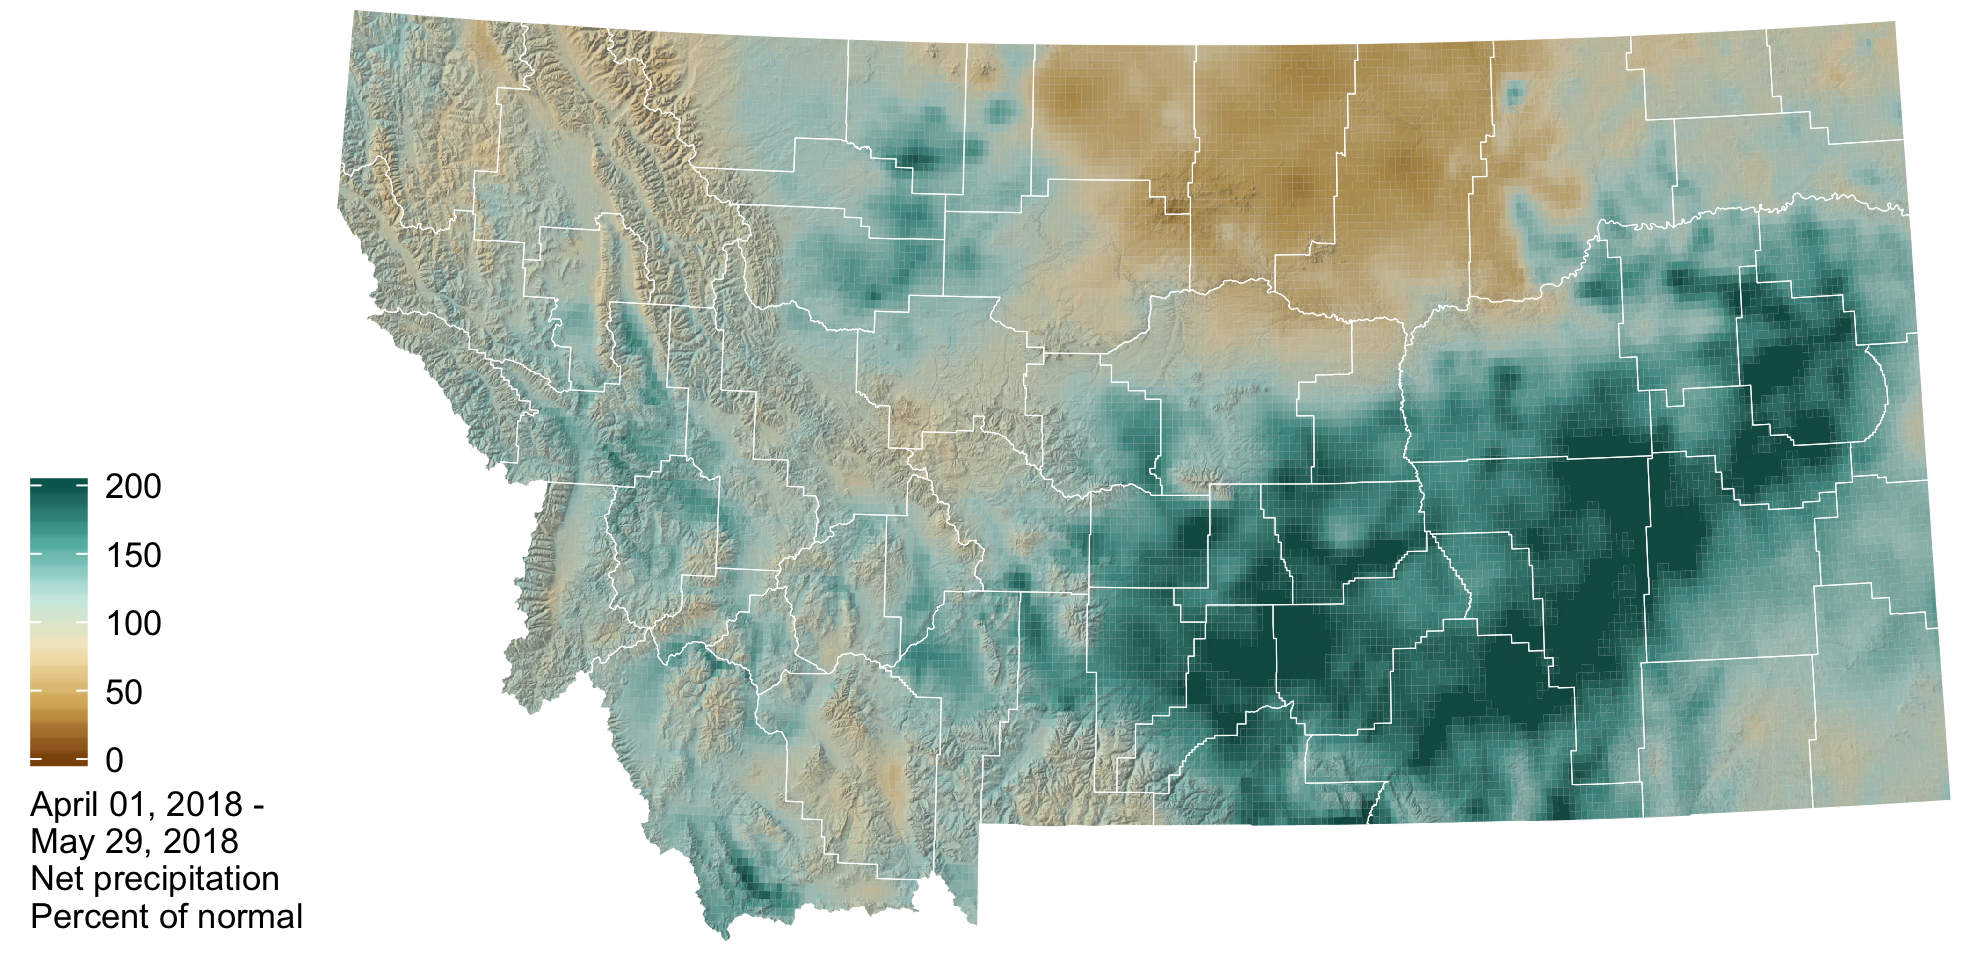 200
150
100
50
0
April 01, 2018 -
May 29, 2018
Net precipitation
Percent of normal